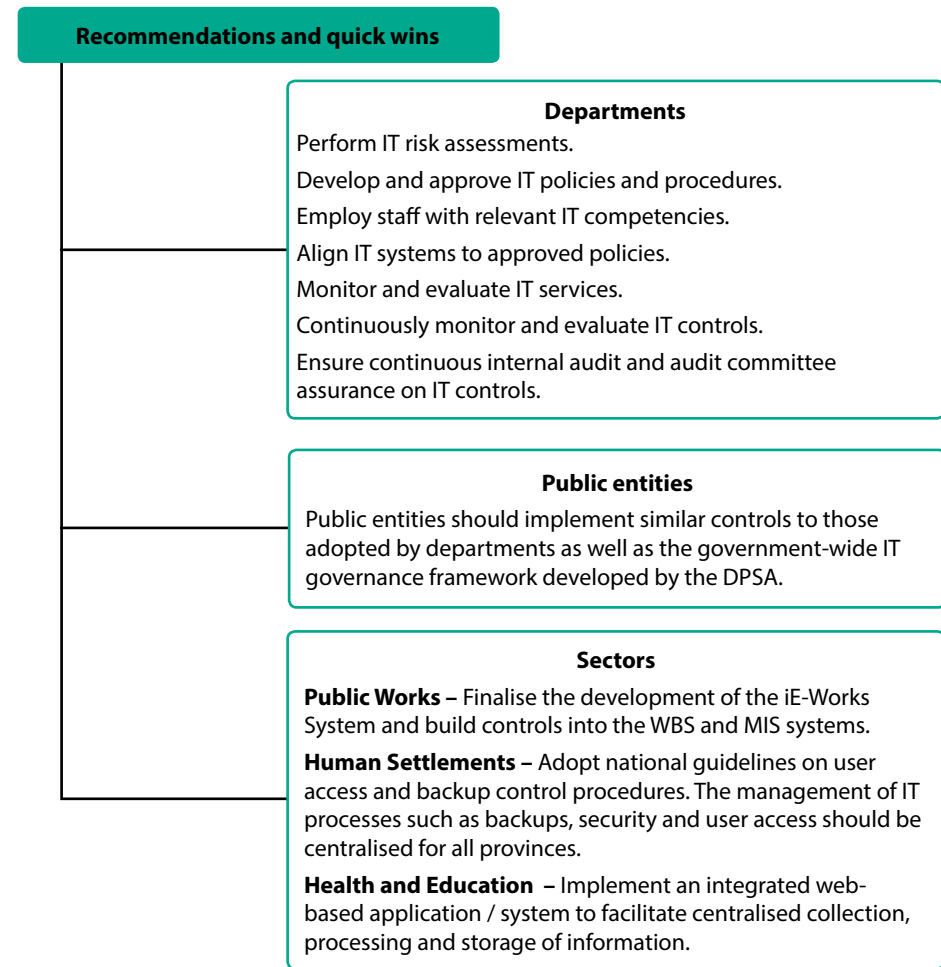 Recommendations and quick wins
Departments
Perform IT risk assessments.
Develop and approve IT policies and procedures.
Employ staff with relevant IT competencies.
Align IT systems to approved policies.
Monitor and evaluate IT services.
Continuously monitor and evaluate IT controls.
Ensure continuous internal audit and audit committee
assurance on IT controls.
Public entities
Public entities should implement similar controls to those
adopted by departments as well as the government-wide IT
governance framework developed by the DPSA.
Sectors
Public Works – Finalise the development of the iE-Works
System and build controls into the WBS and MIS systems.
Human Settlements – Adopt national guidelines on user
access and backup control procedures. The management of IT
processes such as backups, security and user access should be
centralised for all provinces.
Health and Education – Implement an integrated web-
based application / system to facilitate centralised collection,
processing and storage of information.